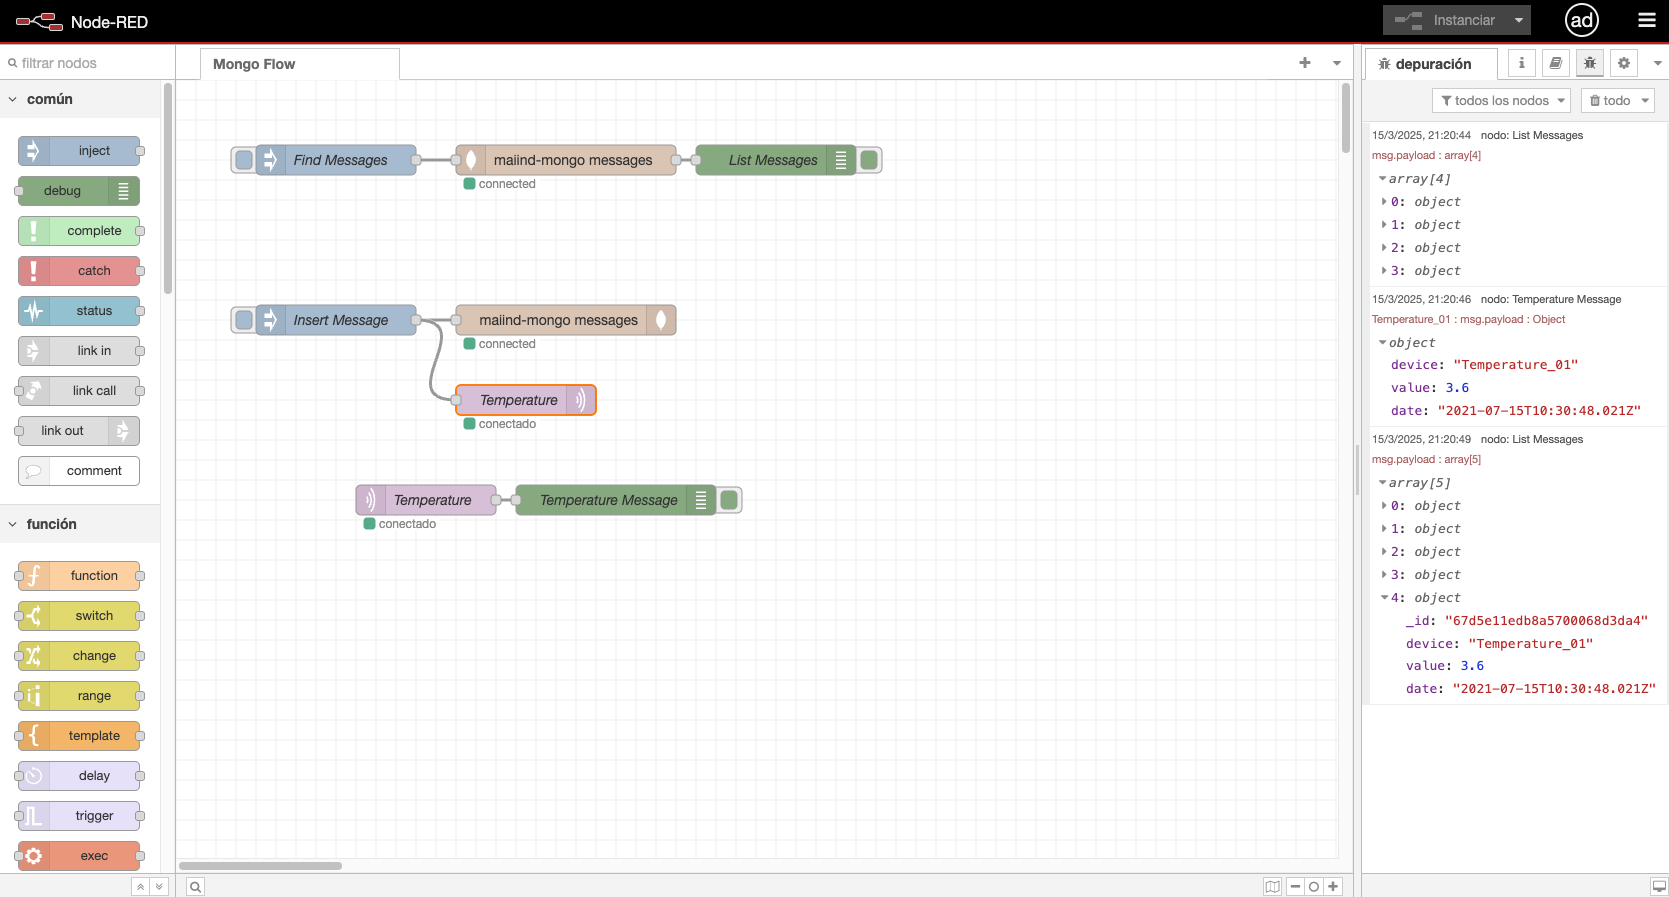 Node-RED
Instanciar
ad
filtrar nodos
común
inject
debug
complete
catch
status
link in
link call
link out
comment
función
function
switch
change
range
template
delay
trigger
exec
Mongo Flow
Find Messages
maiind-mongo messages
connected
List Messages
Insert Message
maiind-mongo messages
connected
Temperature
conectado
Temperature
conectado
Temperature Message
depuración
todos los nodos
todo
15/3/2025, 21:20:44 nodo: List Messages
msg.payload : array[4]
array[4]
0: object
1: object
2: object
3: object
15/3/2025, 21:20:46 nodo: Temperature Message
Temperature_01 : msg.payload : Object
object
device: "Temperature_01"
value: 3.6
date: "2021-07-15T10:30:48.021Z"
15/3/2025, 21:20:49 nodo: List Messages
msg.payload : array[5]
array[5]
0: object
1: object
2: object
3: object
4: object
_id: "67d5e11edb8a5700068d3da4"
device: "Temperature_01"
value: 3.6
date: "2021-07-15T10:30:48.021Z"